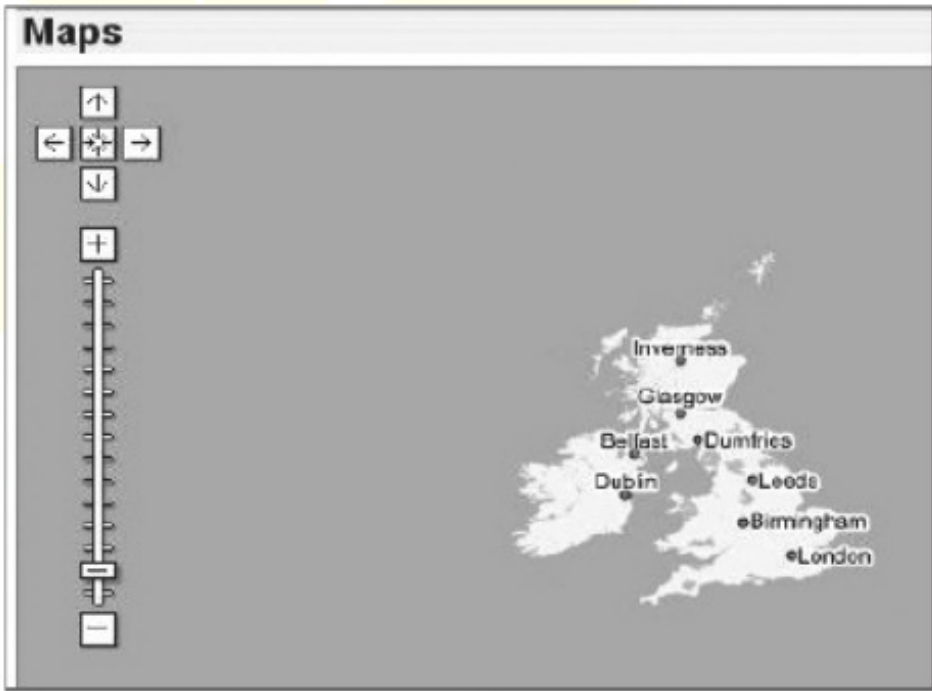 Maps
Inverness
Glasgow
Belfast
Dumfries
Dublin
Leeds
Birmingham
London